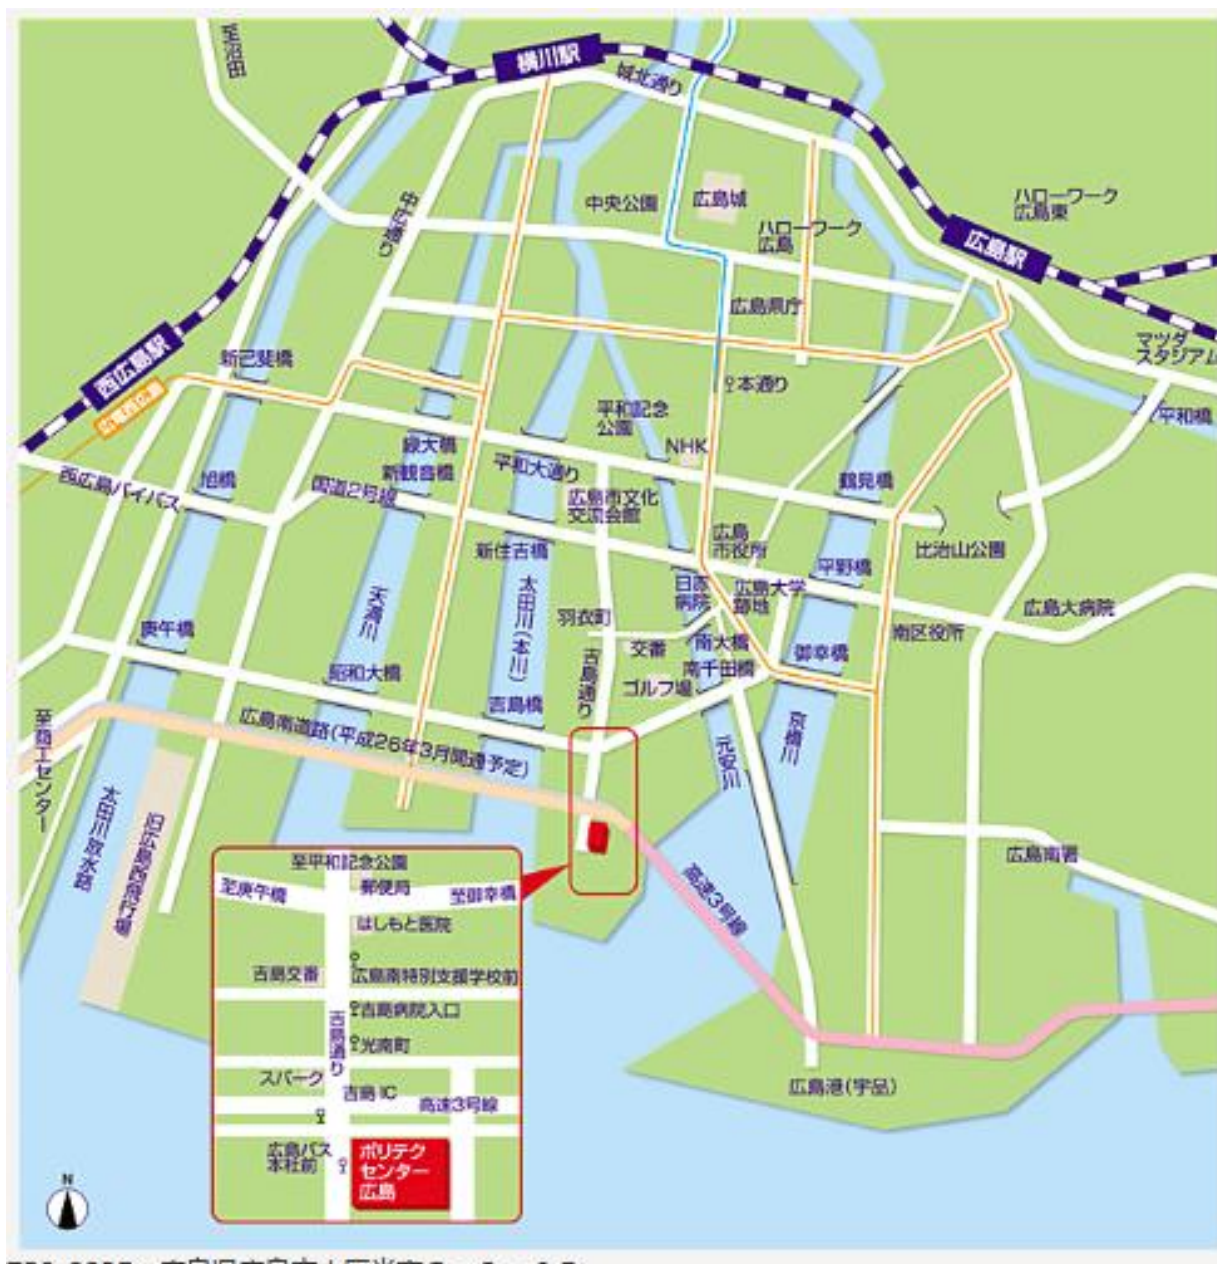 至沼田
横川駅
城北通り
中広通り
中央公園
広島城
ハローワーク
広島東
ハローワーク
広島
広島駅
広島県庁
マツダ
スタジアム
西広島駅
新己斐橋
本通り
平和記念
公園
平和橋
NHK
緑大橋
新観音橋
平和大通り
西広島バイパス
旭橋
国道2号線
鶴見橋
広島市文化
交流会館
広島
市役所
比治山公園
新住吉橋
平野橋
日赤
病院
広島大学
跡地
広島大病院
太田川(本川)
天満川
羽衣町
庚午橋
交番
南大橋
南区役所
御幸橋
昭和大橋
吉島通り
南千田橋
ゴルフ場
吉島橋
京橋川
元安川
広島南道路(平成26年3月開通予定)
至商工センター
太田川放水路
旧広島西飛行場
広島南署
高速3号線
広島港(宇品)
至平和記念公園
至庚午橋
郵便局
至御幸橋
はしもと医院
吉島交番
広島南特別支援学校前
吉島病院入口
吉島通り
光南町
スパーク
吉島IC
高速3号線
広島バス
本社前
ポリテク
センター
広島
N